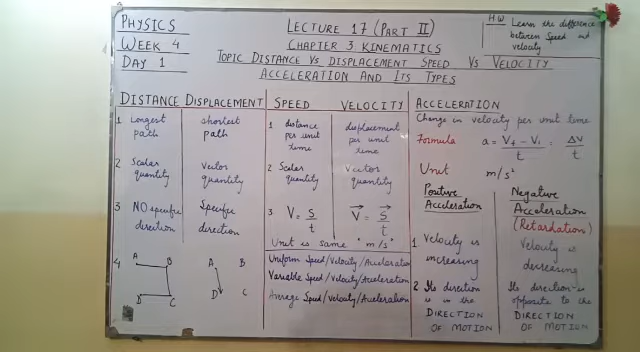 PHYSICS
WEEK 4
DAY 1
LECTURE 17 (PART II)
CHAPTER 3 KINEMATICS
TOPIC DISTANCE VS DISPLACEMENT SPEED VS VELOCITY
ACCELERATION AND ITS TYPES
HW Learn the difference
between Speed and
velocity
DISTANCE DISPLACEMENT
1 Longest shortest
path path
2 Scalar vector
quantity quantity
3 NO specific Specific
direction direction
4 A B A B
D C D C
SPEED VELOCITY
1 distance displacement
per unit per unit
time time
2 Scalar Vector
quantity quantity
3 V = S/t V = S/t
Unit is same "m/s"
Uniform Speed/Velocity/Acceleration
Variable Speed/Velocity/Acceleration
Average Speed/Velocity/Acceleration
ACCELERATION
Change in velocity per unit time
Formula a = Vf - Vi / t = ΔV / t
Unit m/s²
Positive
Acceleration
1 Velocity is
increasing
2 Its direction
is in the
DIRECTION
OF MOTION
Negative
Acceleration
(Retardation)
Velocity is
decreasing
Its direction is
opposite to the
DIRECTION
OF MOTION